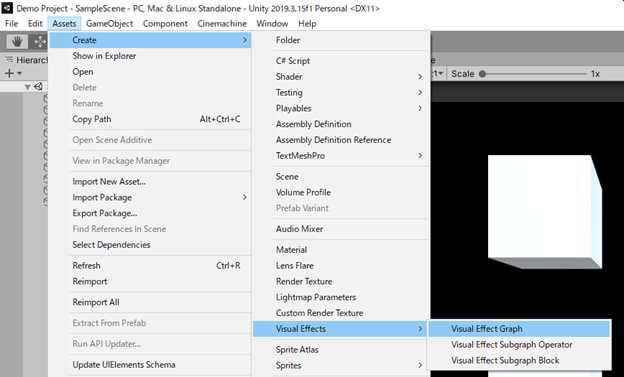 Demo Project - SampleScene - PC, Mac & Linux Standalone - Unity 2019.3.15f1 Personal <DX11>
File Edit Assets GameObject Component Cinemachine Window Help
Hierarc
Scale 1x
Create
Show in Explorer
Open
Delete
Rename
Copy Path Alt+Ctrl+C
Open Scene Additive
View in Package Manager
Import New Asset...
Import Package
Export Package...
Find References In Scene
Select Dependencies
Refresh Ctrl+R
Reimport
Reimport All
Extract From Prefab
Run API Updater...
Update UIElements Schema
Folder
C# Script
Shader
Testing
Playables
Assembly Definition
Assembly Definition Reference
TextMeshPro
Scene
Volume Profile
Prefab Variant
Audio Mixer
Material
Lens Flare
Render Texture
Lightmap Parameters
Custom Render Texture
Visual Effects
Sprite Atlas
Sprites
Visual Effect Graph
Visual Effect Subgraph Operator
Visual Effect Subgraph Block